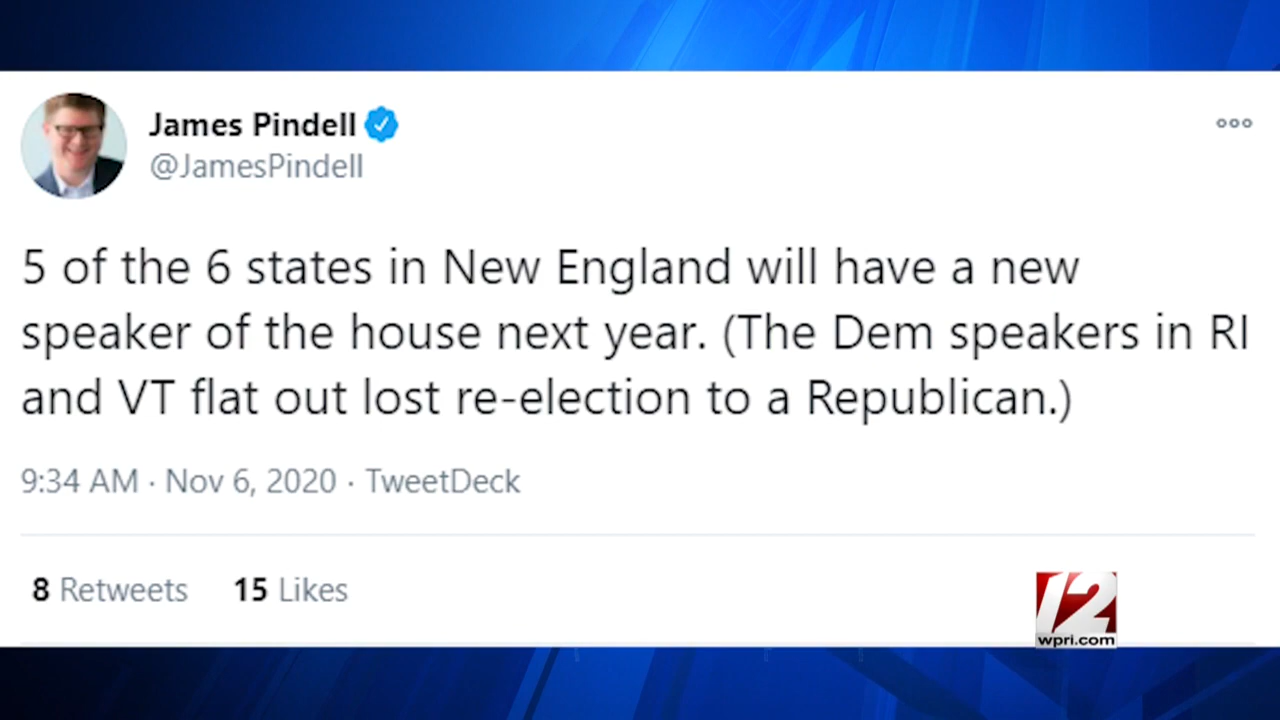 James Pindell
@JamesPindell
5 of the 6 states in New England will have a new
speaker of the house next year. (The Dem speakers in RI
and VT flat out lost re-election to a Republican.)
9:34 AM · Nov 6, 2020 · TweetDeck
8 Retweets 15 Likes
12
wpri.com